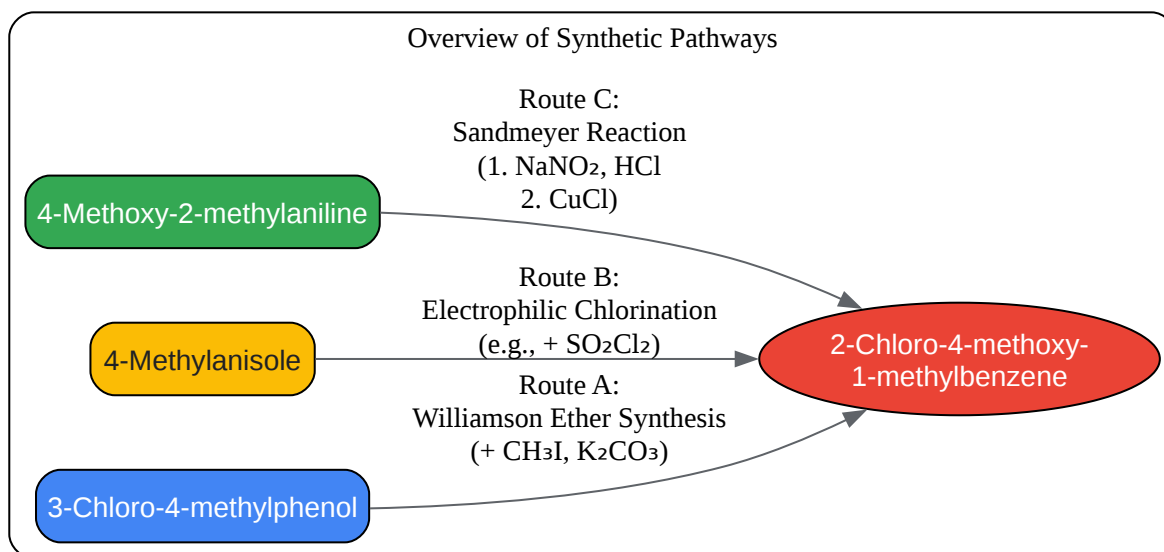 Overview of Synthetic Pathways
Route C:
Sandmeyer Reaction
(1. NaNO₂, HCl
2. CuCl)
4-Methoxy-2-methylaniline
Route B:
Electrophilic Chlorination
(e.g., + SO₂Cl₂)
4-Methylanisole
2-Chloro-4-methoxy-
1-methylbenzene
Route A:
Williamson Ether Synthesis
(+ CH₃I, K₂CO₃)
3-Chloro-4-methylphenol